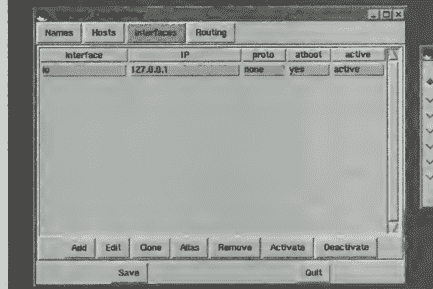 Names Hosts Interfaces Routing
interface IP proto atboot active
lo 127.0.0.1 none yes active
Add Edit Clone Alias Remove Activate Deactivate
Save Quit